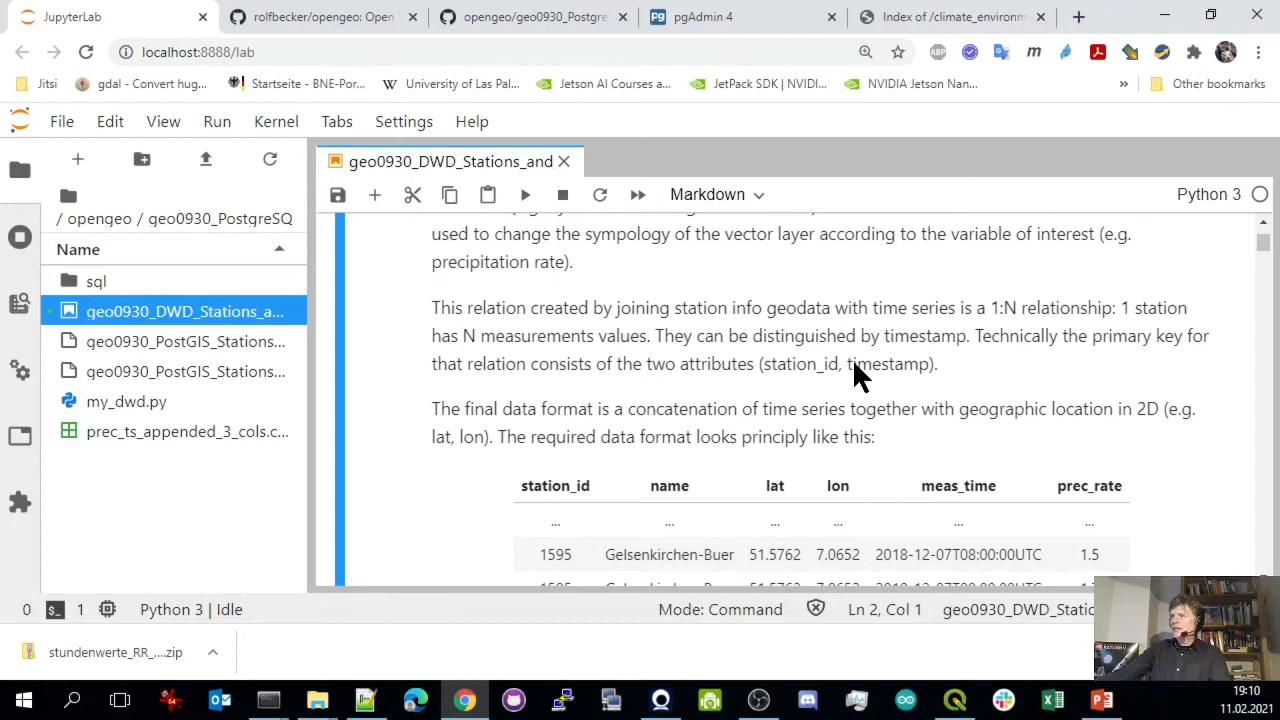 JupyterLab
rolfbecker/opengeo: Open
opengeo/geo0930_Postgre
pgAdmin 4
Index of /climate_environm
localhost:8888/lab
Jitsi
gdal - Convert hug...
Startseite - BNE-Por...
University of Las Pal...
Jetson AI Courses a...
JetPack SDK | NVIDI...
NVIDIA Jetson Nan...
»
Other bookmarks
File Edit View Run Kernel Tabs Settings Help
geo0930_DWD_Stations_and
Markdown
Python 3
/ opengeo / geo0930_PostgreSQ
Name
sql
geo0930_DWD_Stations_a...
geo0930_PostGIS_Stations...
geo0930_PostGIS_Stations...
my_dwd.py
prec_ts_appended_3_cols.c...
used to change the sympology of the vector layer according to the variable of interest (e.g.
precipitation rate).
This relation created by joining station info geodata with time series is a 1:N relationship: 1 station
has N measurements values. They can be distinguished by timestamp. Technically the primary key for
that relation consists of the two attributes (station_id, timestamp).
The final data format is a concatenation of time series together with geographic location in 2D (e.g.
lat, lon). The required data format looks principly like this:
station_id name lat lon meas_time prec_rate
... ... ... ... ... ...
1595 Gelsenkirchen-Buer 51.5762 7.0652 2018-12-07T08:00:00UTC 1.5
0 1 Python 3 | Idle
Mode: Command
Ln 2, Col 1
geo0930_DWD_Static
stundenwerte_RR_....zip
19:10
11.02.2021